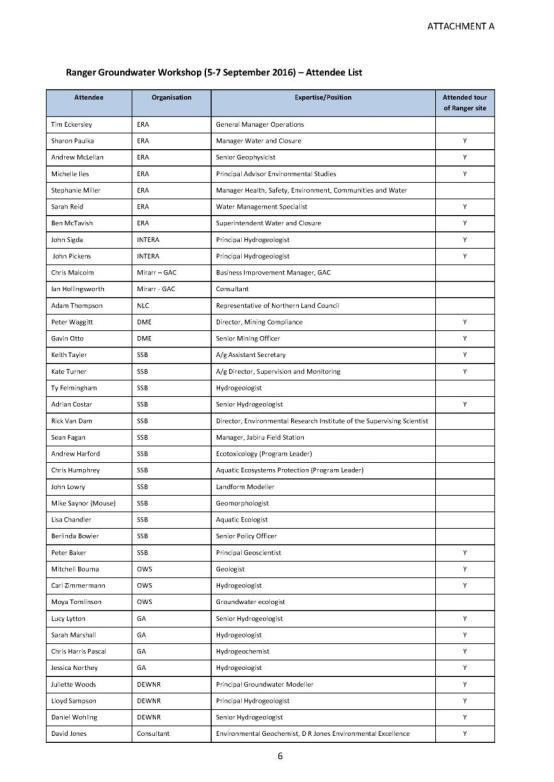 ATTACHMENT A
Ranger Groundwater Workshop (5-7 September 2016) – Attendee List
Attendee Organisation Expertise/Position Attended tour of Ranger site
Tim Eckersley ERA General Manager Operations
Sharon Paulka ERA Manager Water and Closure Y
Andrew McLellan ERA Senior Geophysicist Y
Michelle Iles ERA Principal Advisor Environmental Studies Y
Stephanie Miller ERA Manager Health, Safety, Environment, Communities and Water
Sarah Reid ERA Water Management Specialist Y
Ben McTavish ERA Superintendent Water and Closure Y
John Sigda INTERA Principal Hydrogeologist Y
John Pickens INTERA Principal Hydrogeologist Y
Chris Malcolm Mirarr – GAC Business Improvement Manager, GAC
Ian Hollingsworth Mirarr - GAC Consultant
Adam Thompson NLC Representative of Northern Land Council
Peter Waggitt DME Director, Mining Compliance Y
Gavin Otto DME Senior Mining Officer Y
Keith Tayler SSB A/g Assistant Secretary Y
Kate Turner SSB A/g Director, Supervision and Monitoring Y
Ty Felmingham SSB Hydrogeologist
Adrian Costar SSB Senior Hydrogeologist Y
Rick Van Dam SSB Director, Environmental Research Institute of the Supervising Scientist
Sean Fagan SSB Manager, Jabiru Field Station
Andrew Harford SSB Ecotoxicology (Program Leader)
Chris Humphrey SSB Aquatic Ecosystems Protection (Program Leader)
John Lowry SSB Landform Modeller
Mike Saynor (Mouse) SSB Geomorphologist
Lisa Chandler SSB Aquatic Ecologist
Berlinda Bowler SSB Senior Policy Officer
Peter Baker SSB Principal Geoscientist Y
Mitchell Bouma OWS Geologist Y
Carl Zimmermann OWS Hydrogeologist Y
Moya Tomlinson OWS Groundwater ecologist
Lucy Lytton GA Senior Hydrogeologist Y
Sarah Marshall GA Hydrogeologist Y
Chris Harris Pascal GA Hydrogeochemist Y
Jessica Northey GA Hydrogeologist Y
Juliette Woods DEWNR Principal Groundwater Modeller Y
Lloyd Sampson DEWNR Principal Hydrogeologist Y
Daniel Wohling DEWNR Senior Hydrogeologist Y
David Jones Consultant Environmental Geochemist, D R Jones Environmental Excellence Y
6